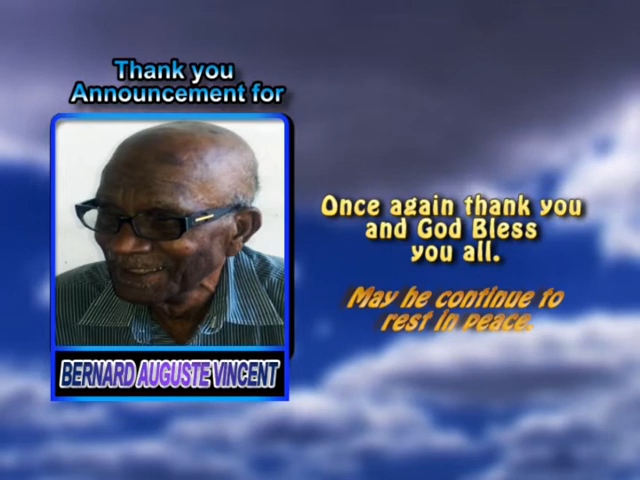 Thank you
Announcement for
BERNARD AUGUSTE VINCENT
Once again thank you
and God Bless
you all.
May he continue to
rest in peace.